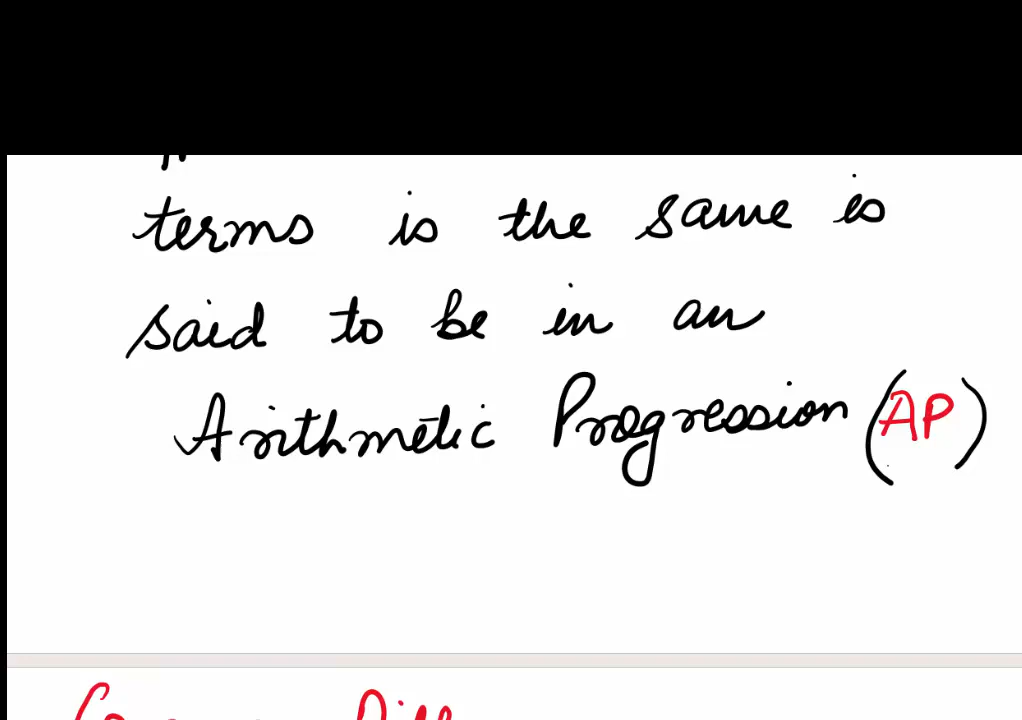 terms is the same is
said to be in an
Arithmetic Progression (AP)